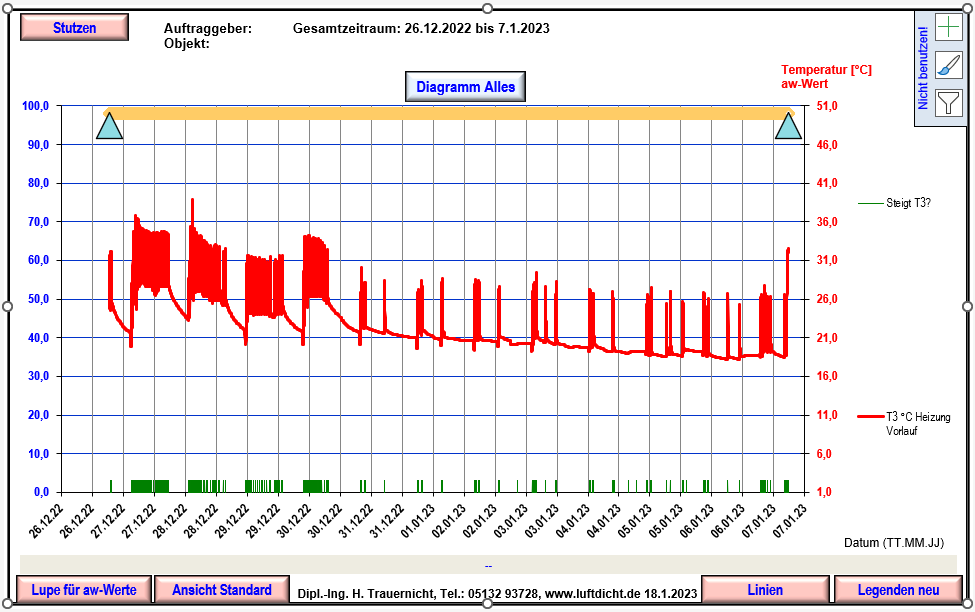 Stutzen
Auftraggeber:
Gesamtzeitraum: 26.12.2022 bis 7.1.2023
Objekt:
Nicht benutzen!
Diagramm Alles
Temperatur [°C]
aw-Wert
100,0
90,0
80,0
70,0
60,0
50,0
40,0
30,0
20,0
10,0
0,0
51,0
46,0
41,0
36,0
31,0
26,0
21,0
16,0
11,0
6,0
1,0
Steigt T3?
T3 °C Heizung
Vorlauf
26.12.22
26.12.22
27.12.22
27.12.22
28.12.22
28.12.22
29.12.22
29.12.22
30.12.22
30.12.22
31.12.22
31.12.22
01.01.23
01.01.23
02.01.23
02.01.23
03.01.23
03.01.23
04.01.23
04.01.23
05.01.23
05.01.23
06.01.23
06.01.23
07.01.23
Datum (TT.MM.JJ)
--
Lupe für aw-Werte
Ansicht Standard
Dipl.-Ing. H. Trauernicht, Tel.: 05132 93728, www.luftdicht.de 18.1.2023
Linien
Legenden neu